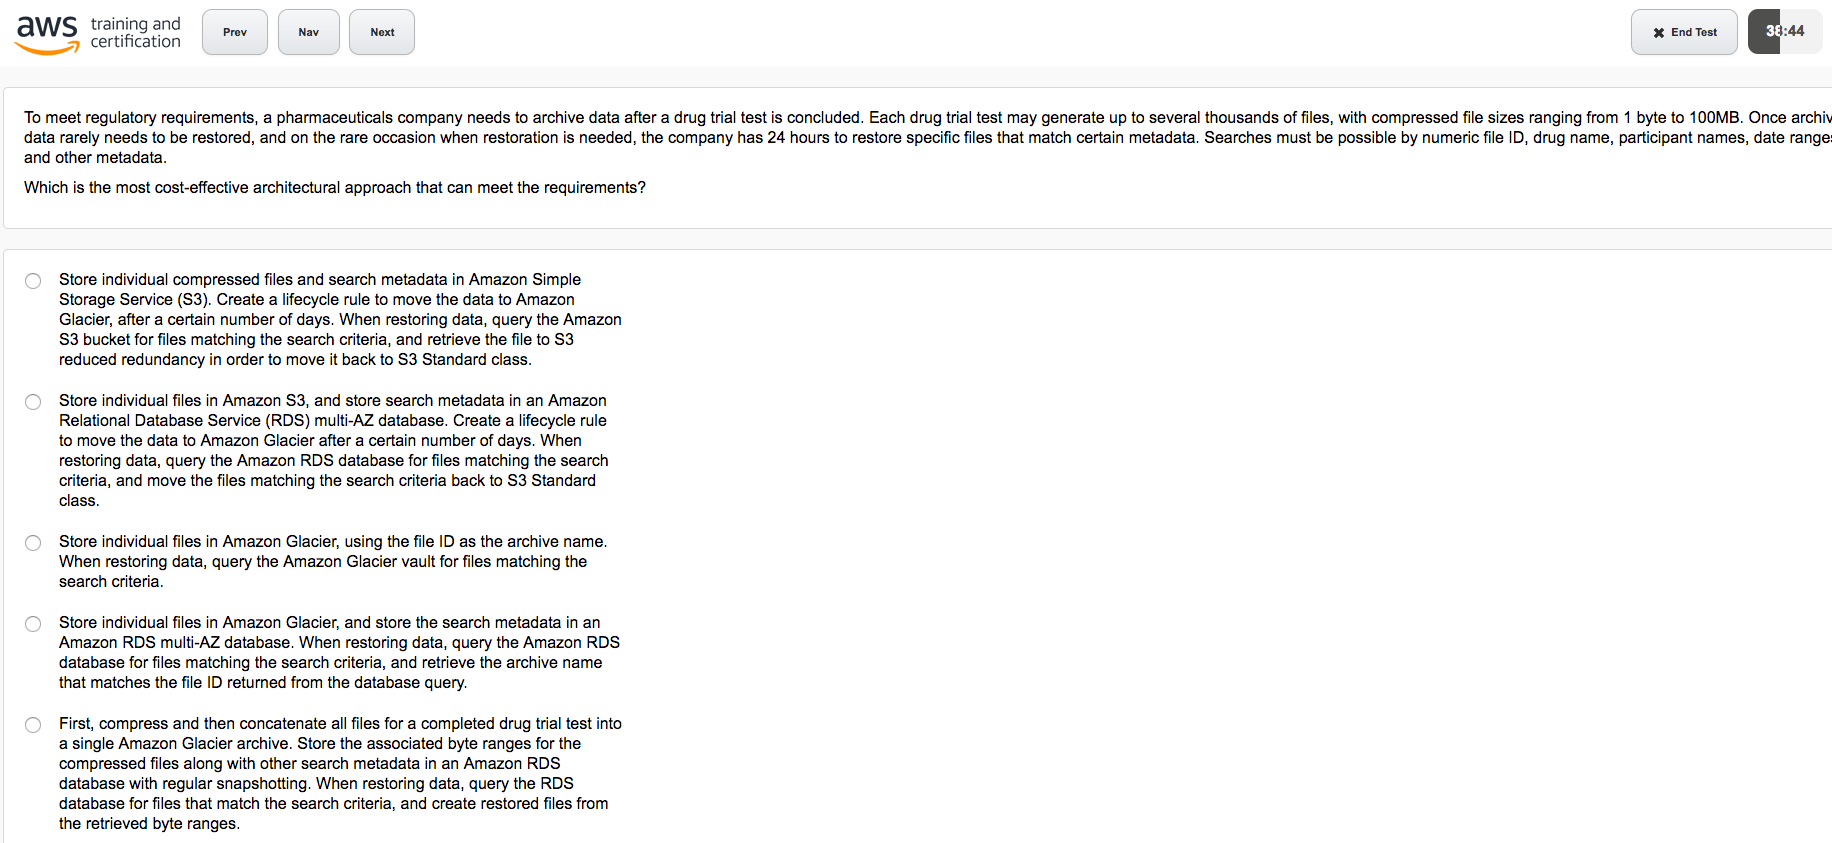 aws training and certification
Prev
Nav
Next
End Test
38:44
To meet regulatory requirements, a pharmaceuticals company needs to archive data after a drug trial test is concluded. Each drug trial test may generate up to several thousands of files, with compressed file sizes ranging from 1 byte to 100MB. Once
data rarely needs to be restored, and on the rare occasion when restoration is needed, the company has 24 hours to restore specific files that match certain metadata. Searches must be possible by numeric file ID, drug name, participant names, date
and other metadata.
Which is the most cost-effective architectural approach that can meet the requirements?
Store individual compressed files and search metadata in Amazon Simple
Storage Service (S3). Create a lifecycle rule to move the data to Amazon
Glacier, after a certain number of days. When restoring data, query the Amazon
S3 bucket for files matching the search criteria, and retrieve the file to S3
reduced redundancy in order to move it back to S3 Standard class.
Store individual files in Amazon S3, and store search metadata in an Amazon
Relational Database Service (RDS) multi-AZ database. Create a lifecycle rule
to move the data to Amazon Glacier after a certain number of days. When
restoring data, query the Amazon RDS database for files matching the search
criteria, and move the files matching the search criteria back to S3 Standard
class.
Store individual files in Amazon Glacier, using the file ID as the archive name.
When restoring data, query the Amazon Glacier vault for files matching the
search criteria.
Store individual files in Amazon Glacier, and store the search metadata in an
Amazon RDS multi-AZ database. When restoring data, query the Amazon RDS
database for files matching the search criteria, and retrieve the archive name
that matches the file ID returned from the database query.
First, compress and then concatenate all files for a completed drug trial test into
a single Amazon Glacier archive. Store the associated byte ranges for the
compressed files along with other search metadata in an Amazon RDS
database with regular snapshotting. When restoring data, query the RDS
database for files that match the search criteria, and create restored files from
the retrieved byte ranges.